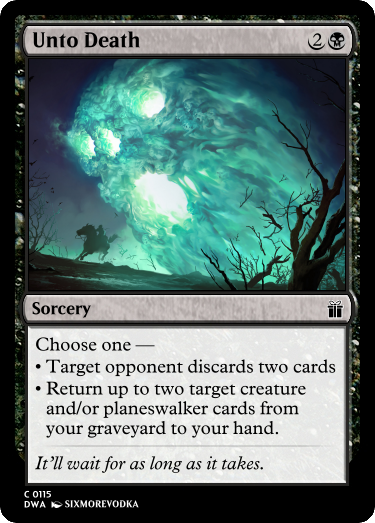 Unto Death 2
Sorcery
Choose one —
• Target opponent discards two cards
• Return up to two target creature
and/or planeswalker cards from
your graveyard to your hand.
It'll wait for as long as it takes.
C 0115
DWA SIXMOREVODKA